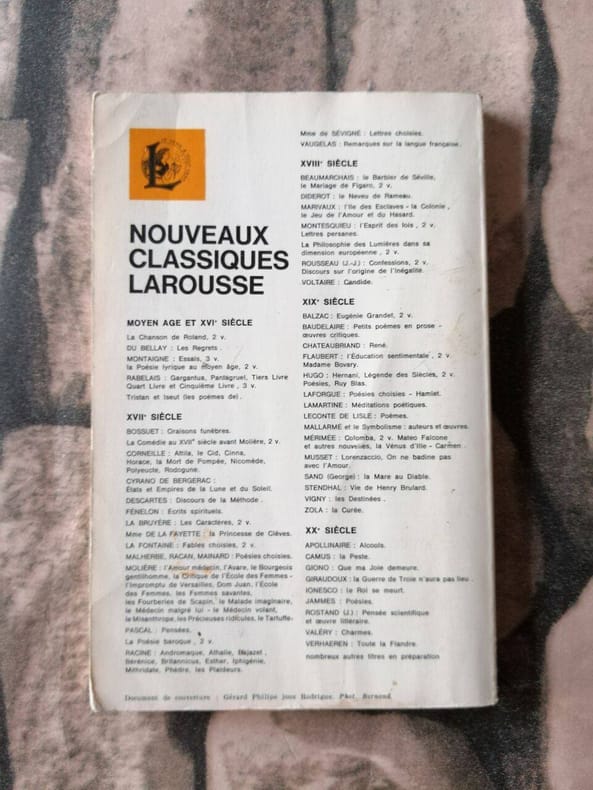 L
NOUVEAUX
CLASSIQUES
LAROUSSE
MOYEN AGE ET XVIe SIÈCLE
La Chanson de Roland, 2 v.
DU BELLAY : Les Regrets.
MONTAIGNE : Essais, 3 v.
la Poésie lyrique au moyen âge, 2 v.
RABELAIS : Gargantua, Pantagruel, Tiers Livre
Quart Livre et Cinquième Livre, 3 v.
Tristan et Iseut (les poèmes de).
XVIIe SIÈCLE
BOSSUET : Oraisons funèbres.
La Comédie au XVIIe siècle avant Molière, 2 v.
CORNEILLE : Attila, le Cid, Cinna,
Horace, la Mort de Pompée, Nicomède,
Polyeucte, Rodogune.
CYRANO DE BERGERAC :
États et Empires de la Lune et du Soleil.
DESCARTES : Discours de la Méthode.
FÉNELON : Écrits spirituels.
LA BRUYÈRE : Les Caractères, 2 v.
Mme DE LA FAYETTE : la Princesse de Clèves.
LA FONTAINE : Fables choisies, 2 v.
MALHERBE, RACAN, MAINARD : Poésies choisies.
MOLIÈRE : l'Amour médecin, l'Avare, le Bourgeois
gentilhomme, la Critique de l'École des Femmes -
l'Impromptu de Versailles, Dom Juan, l'École
des Femmes, les Femmes savantes,
les Fourberies de Scapin, le Malade imaginaire,
le Médecin malgré lui - le Médecin volant,
le Misanthrope, les Précieuses ridicules, le Tartuffe.
PASCAL : Pensées.
La Poésie baroque, 2 v.
RACINE : Andromaque, Athalie, Bajazet,
Bérénice, Britannicus, Esther, Iphigénie,
Mithridate, Phèdre, les Plaideurs.
Mme de SÉVIGNÉ : Lettres choisies.
VAUGELAS : Remarques sur la langue française.
XVIIIe SIÈCLE
BEAUMARCHAIS : le Barbier de Séville,
le Mariage de Figaro, 2 v.
DIDEROT : le Neveu de Rameau.
MARIVAUX : l'Ile des Esclaves - la Colonie,
le Jeu de l'Amour et du Hasard.
MONTESQUIEU : l'Esprit des lois, 2 v.
Lettres persanes.
La Philosophie des Lumières dans sa
dimension européenne, 2 v.
ROUSSEAU (J.-J.) : Confessions, 2 v.
Discours sur l'origine de l'Inégalité.
VOLTAIRE : Candide.
XIXe SIÈCLE
BALZAC : Eugénie Grandet, 2 v.
BAUDELAIRE : Petits poèmes en prose -
œuvres critiques.
CHATEAUBRIAND : René.
FLAUBERT : l'Éducation sentimentale, 2 v.
Madame Bovary.
HUGO : Hernani, Légende des Siècles, 2 v.
Poésies, Ruy Blas.
LAFORGUE : Poésies choisies - Hamlet.
LAMARTINE : Méditations poétiques.
LECONTE DE LISLE : Poèmes.
MALLARMÉ et le Symbolisme : auteurs et œuvres.
MÉRIMÉE : Colomba, 2 v. Mateo Falcone
et autres nouvelles, la Vénus d'Ille - Carmen.
MUSSET : Lorenzaccio, On ne badine pas
avec l'Amour.
SAND (George) : la Mare au Diable.
STENDHAL : Vie de Henry Brulard.
VIGNY : les Destinées.
ZOLA : la Curée.
XXe SIÈCLE
APOLLINAIRE : Alcools.
CAMUS : la Peste.
GIONO : Que ma Joie demeure.
GIRAUDOUX : la Guerre de Troie n'aura pas lieu.
IONESCO : le Roi se meurt.
JAMMES : Poésies.
ROSTAND (J.) : Pensée scientifique
et œuvre littéraire.
VALÉRY : Charmes.
VERHAEREN : Toute la Flandre.
nombreux autres titres en préparation
Document de couverture : Gérard Philipe joue Rodrigue. Phot. Bernand.